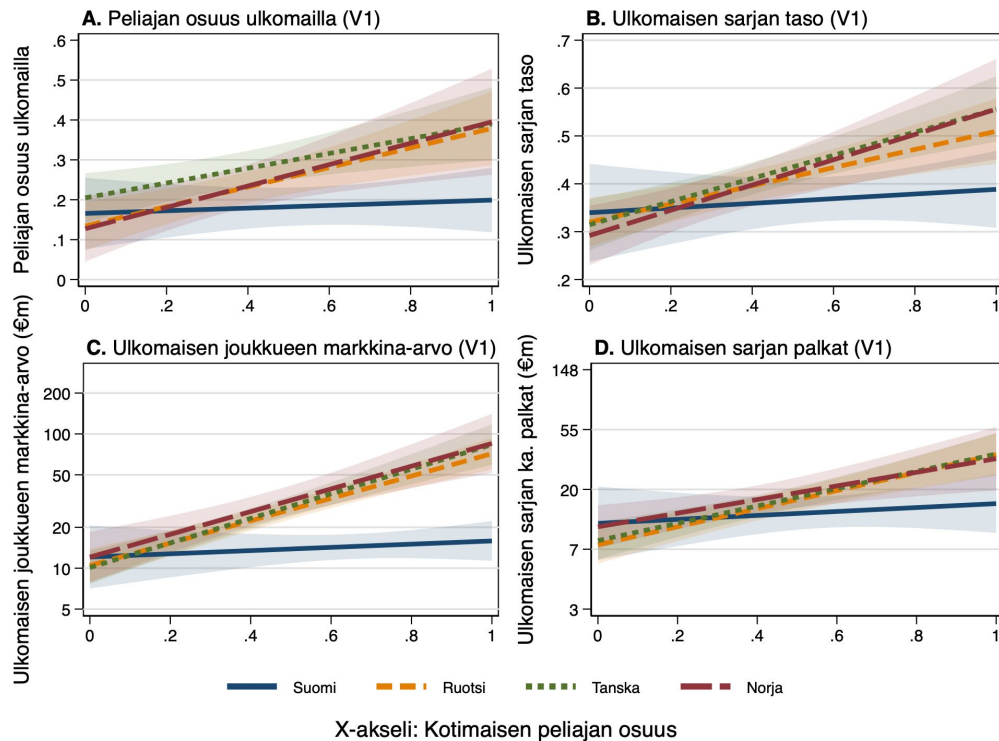 A. Peliajan osuus ulkomailla (V1)
Peliajan osuus ulkomailla
.6
.5
.4
.3
.2
.1
0
0 .2 .4 .6 .8 1
B. Ulkomaisen sarjan taso (V1)
Ulkomaisen sarjan taso
.7
.6
.5
.4
.3
.2
0 .2 .4 .6 .8 1
C. Ulkomaisen joukkueen markkina-arvo (V1)
Ulkomaisen joukkueen markkina-arvo (€m)
200
100
50
20
10
5
0 .2 .4 .6 .8 1
D. Ulkomaisen sarjan palkat (V1)
Ulkomaisen sarjan ka. palkat (€m)
148
55
20
7
3
0 .2 .4 .6 .8 1
Suomi Ruotsi Tanska Norja
X-akseli: Kotimaisen peliajan osuus